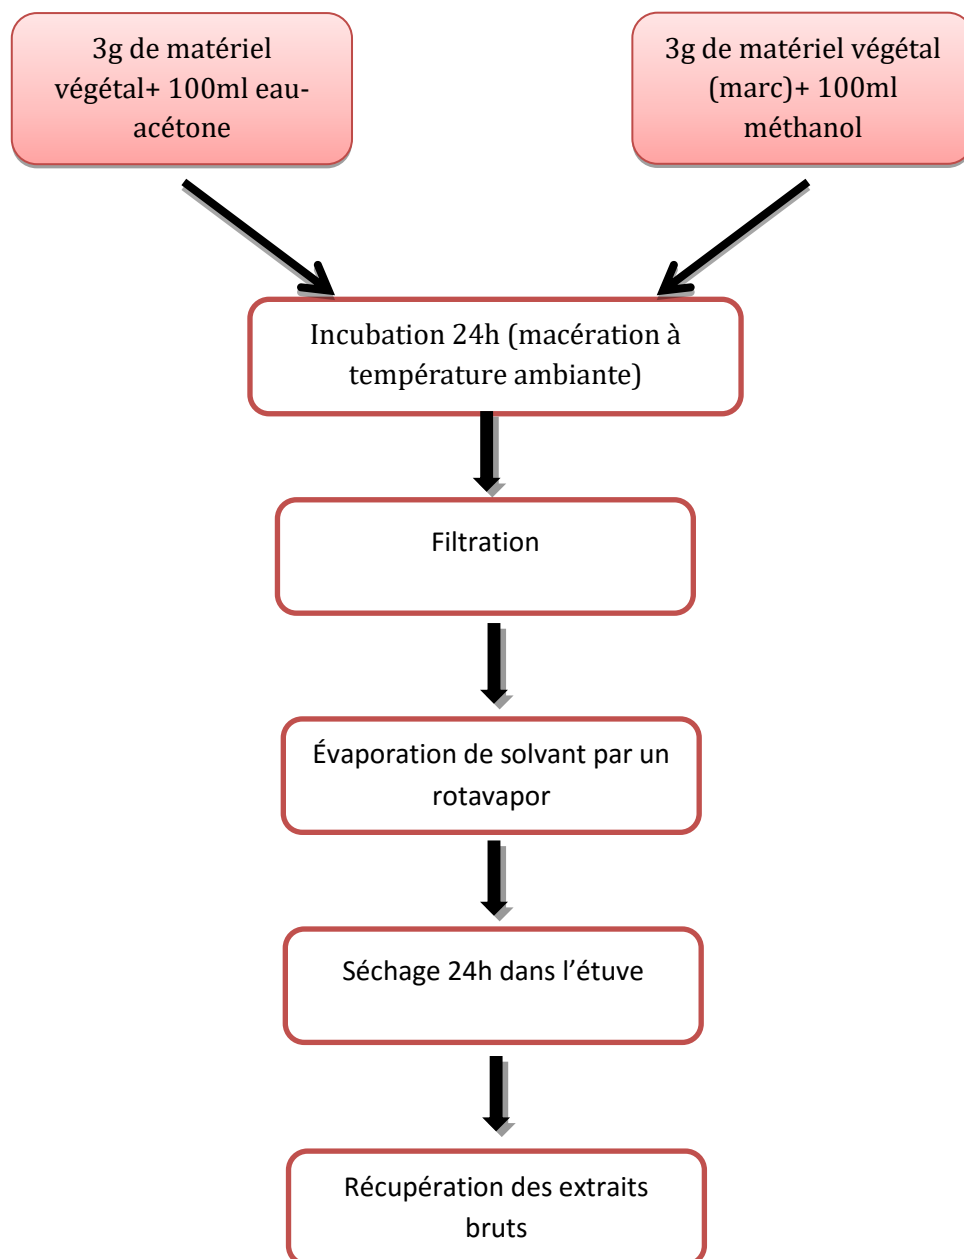 3g de matériel
végétal+ 100ml eau-
acétone
3g de matériel végétal
(marc)+ 100ml
méthanol
Incubation 24h (macération à
température ambiante)
Filtration
Évaporation de solvant par un
rotavapor
Séchage 24h dans l’étuve
Récupération des extraits
bruts